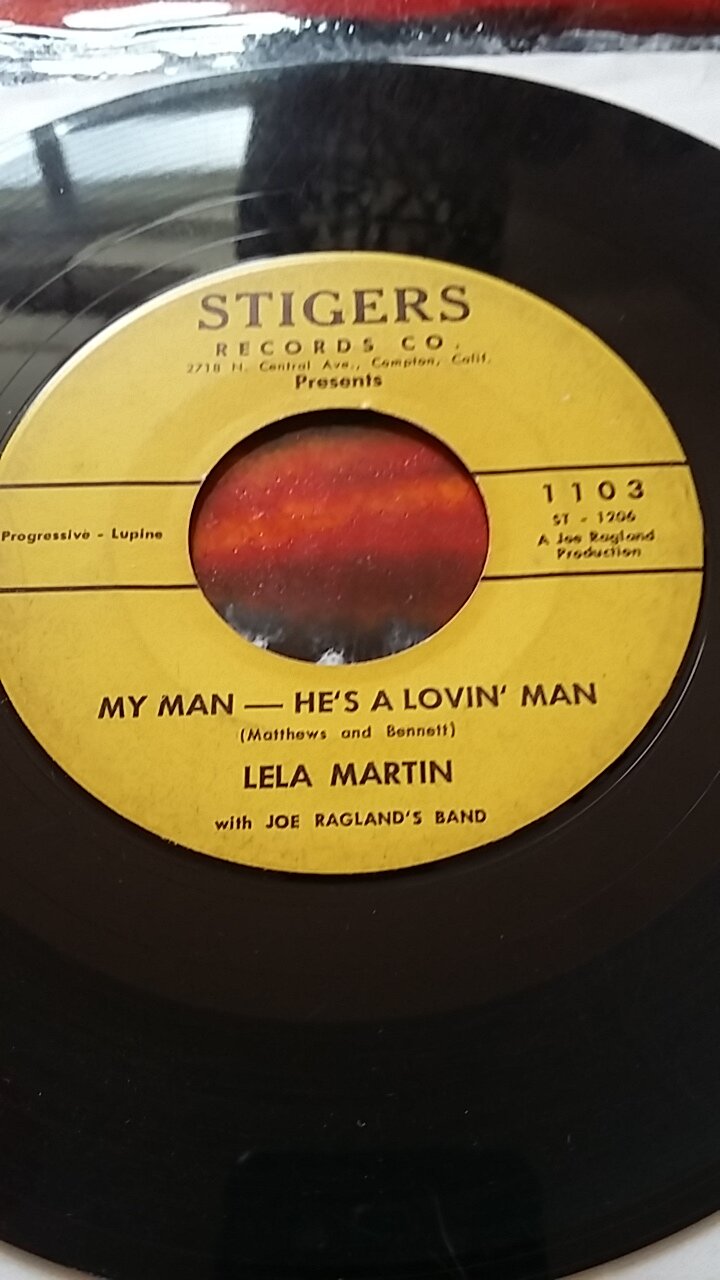 STIGERS
RECORDS CO.
2718 N. Central Ave., Compton, Calif.
Presents
Progressive - Lupine
1103
ST - 1206
A Joe Ragland
Production
MY MAN — HE'S A LOVIN' MAN
(Matthews and Bennett)
LELA MARTIN
with JOE RAGLAND'S BAND